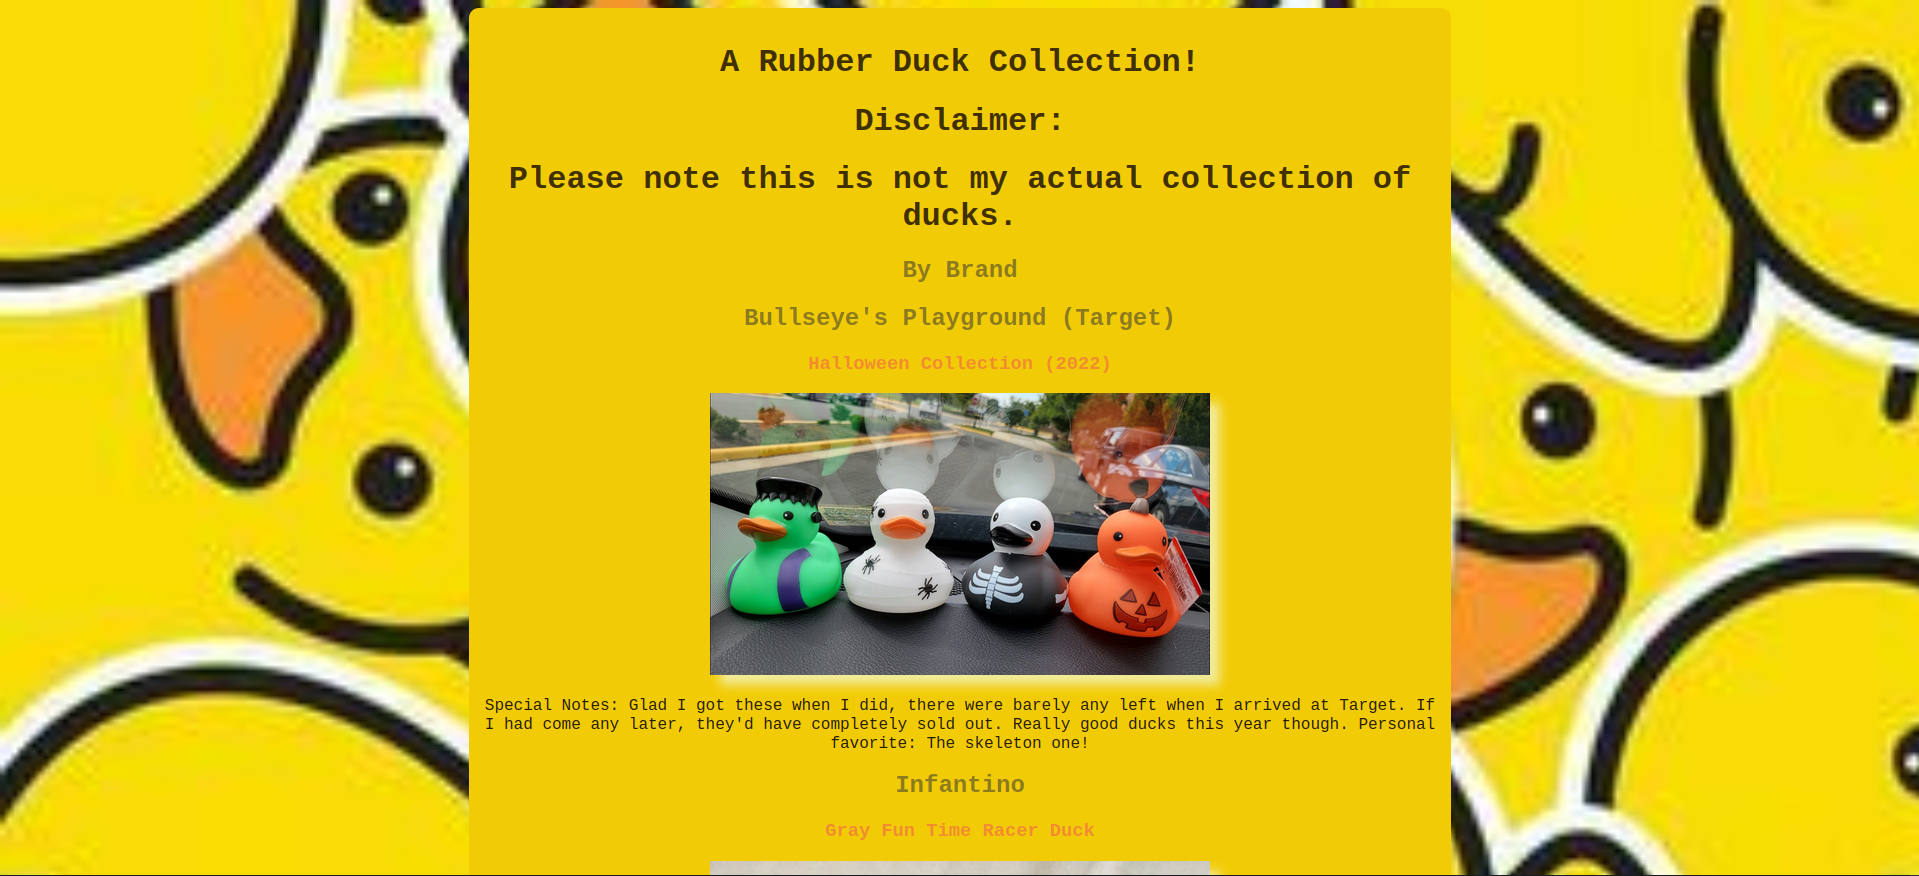 A Rubber Duck Collection!
Disclaimer:
Please note this is not my actual collection of
ducks.
By Brand
Bullseye's Playground (Target)
Halloween Collection (2022)
Special Notes: Glad I got these when I did, there were barely any left when I arrived at Target. If
I had come any later, they'd have completely sold out. Really good ducks this year though. Personal
favorite: The skeleton one!
Infantino
Gray Fun Time Racer Duck